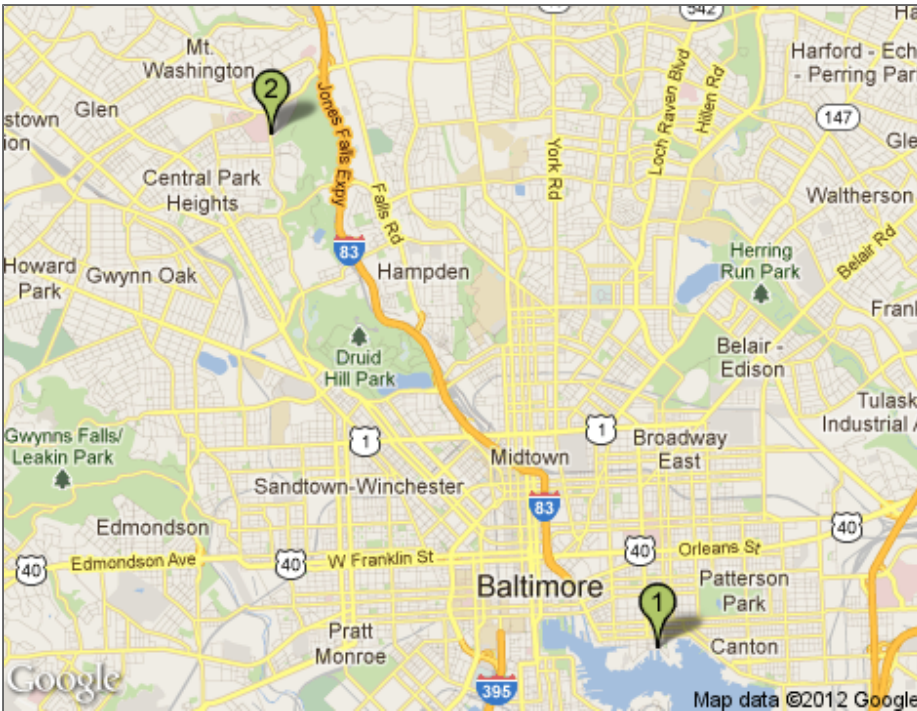 542
Ha
Mt.
Washington
Harford - Ech
- Perring Par
2
Glen
Jones Falls Expy
Loch Raven Blvd
Hillen Rd
147
stown
ion
York Rd
Gle
Central Park
Heights
Falls Rd
Waltherson
83
Herring
Run Park
Belair Rd
Howard
Park
Gwynn Oak
Hampden
Frank
Druid
Hill Park
Belair -
Edison
Tulask
Industrial A
Gwynns Falls/
Leakin Park
1
1
Broadway
East
Midtown
Sandtown-Winchester
83
Edmondson
40
40
Edmondson Ave
40
W Franklin St
40
Orleans St
Baltimore
Patterson
Park
1
Pratt
Monroe
Canton
Google
395
Map data ©2012 Google